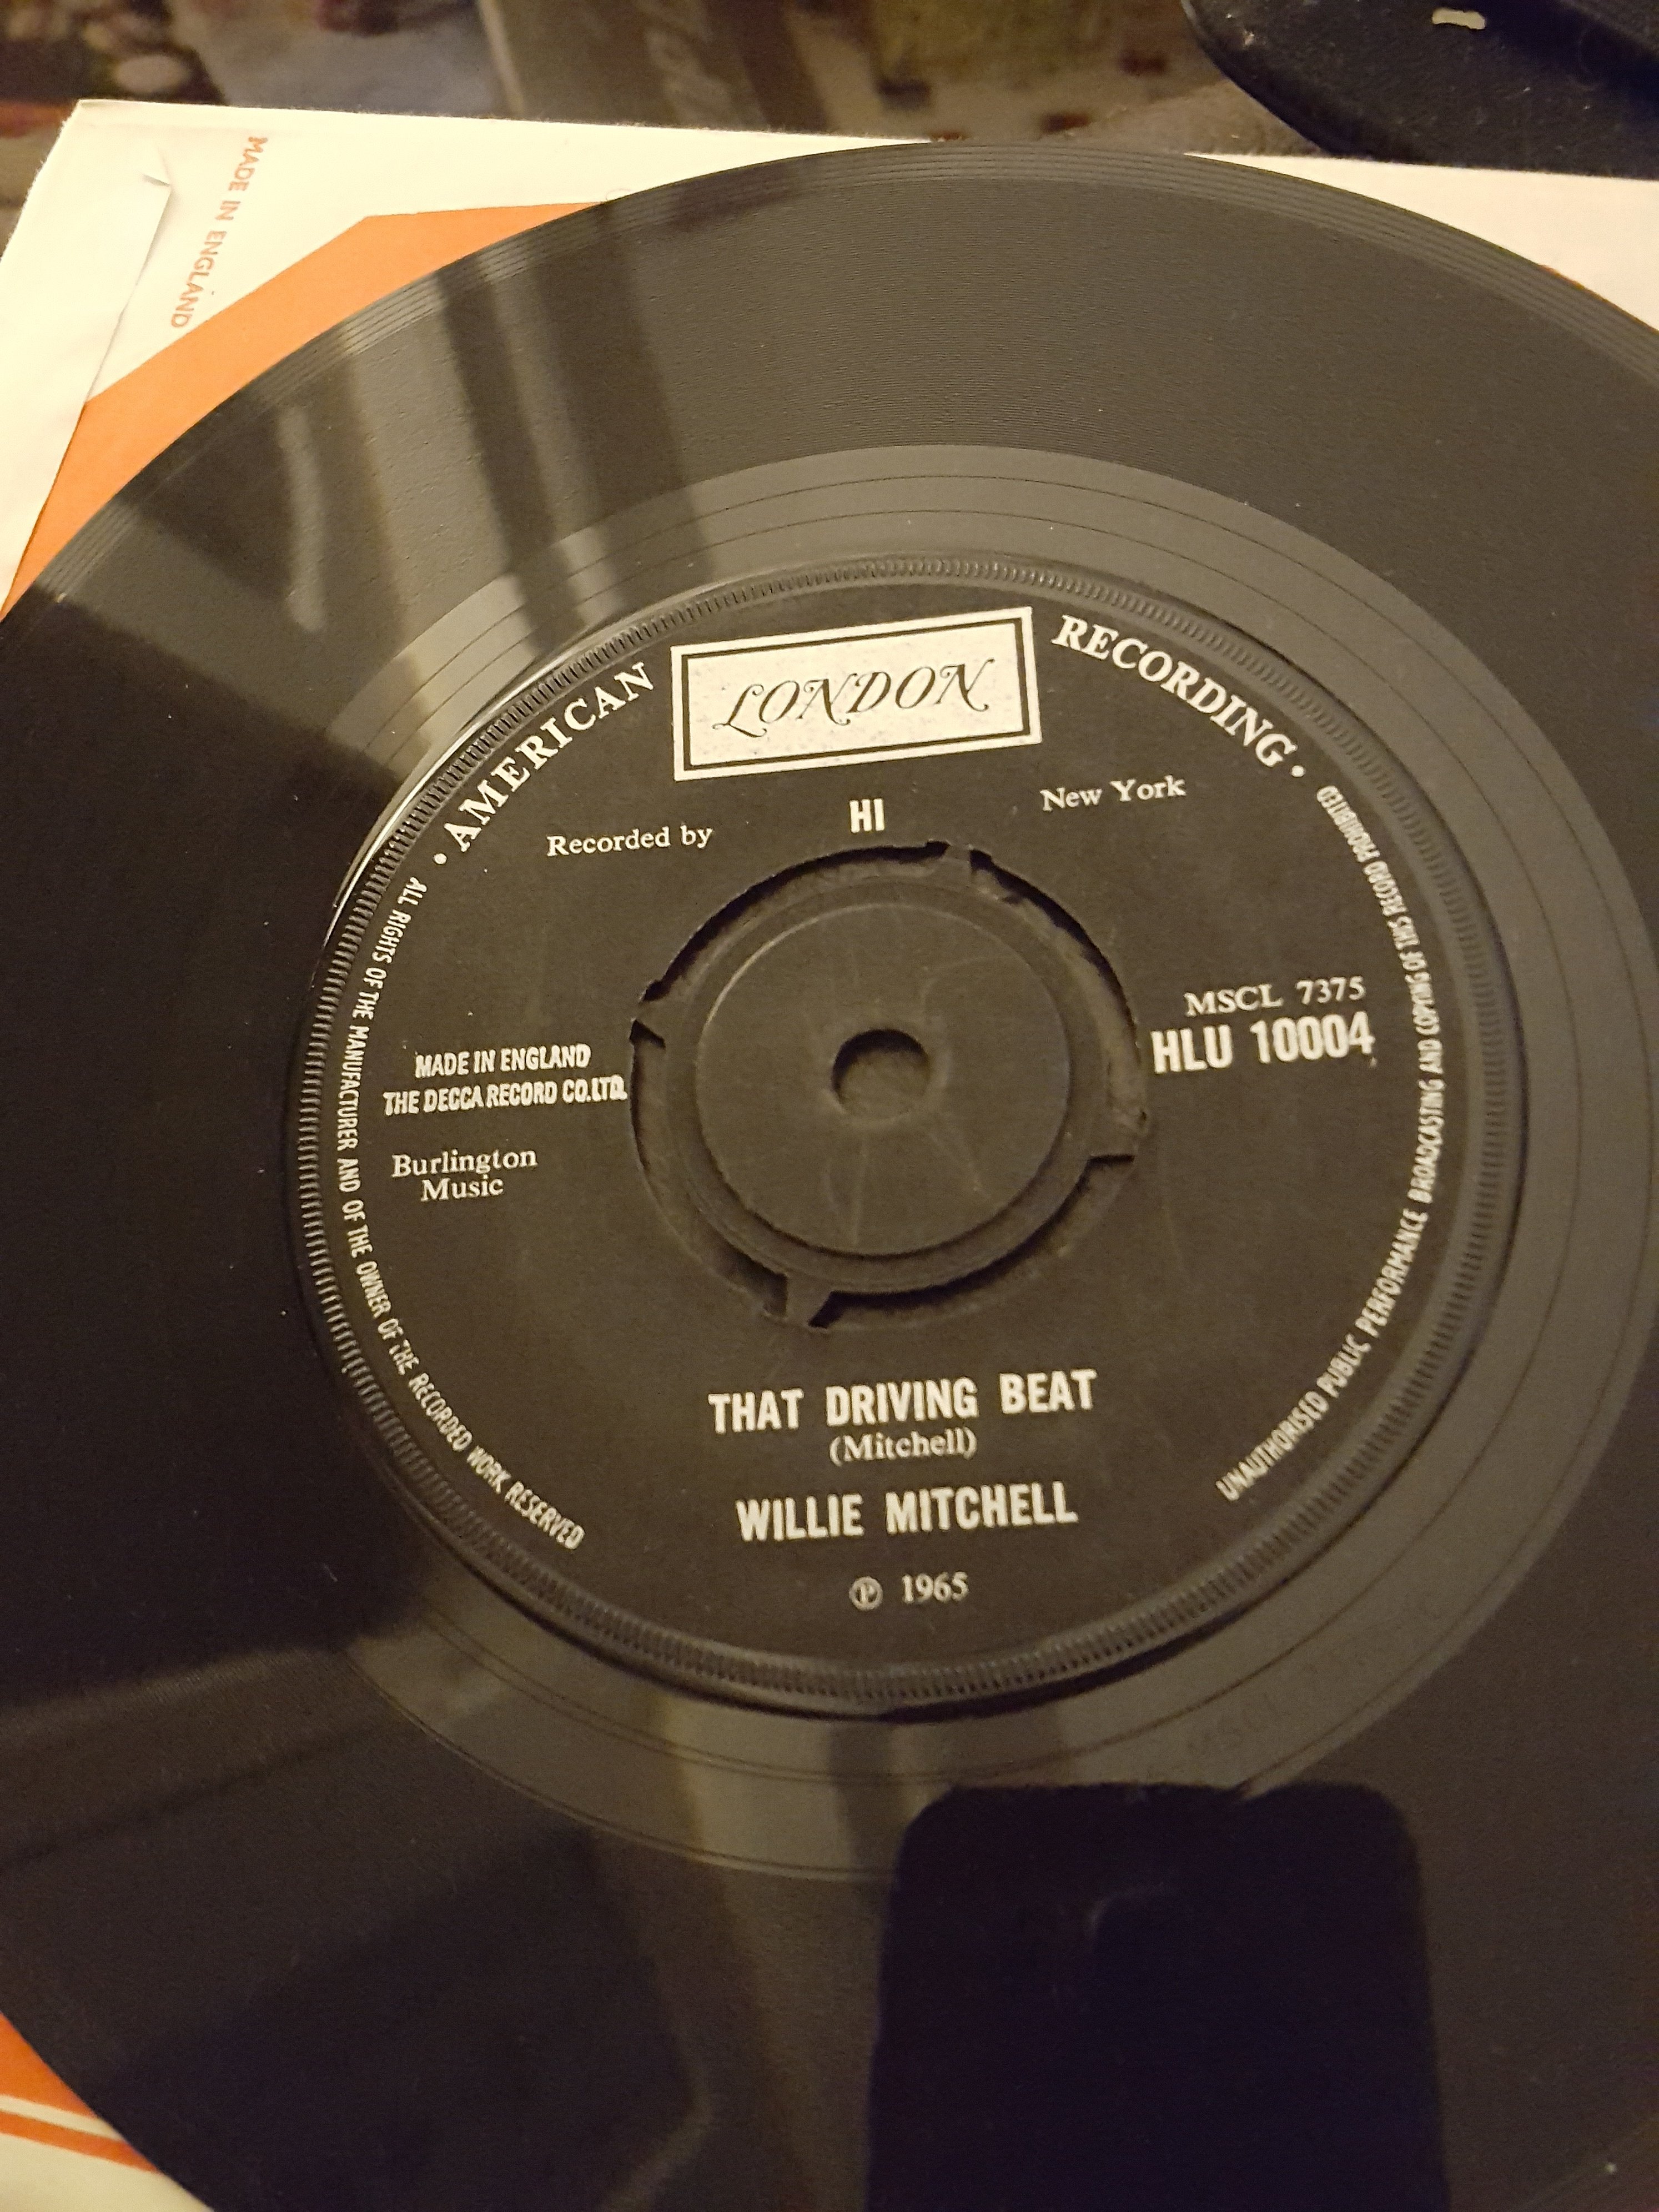 MADE IN ENGLAND
• AMERICAN LONDON RECORDING •
Recorded by HI New York
MSCL 7375
HLU 10004
MADE IN ENGLAND
THE DECCA RECORD CO.LTD.
Burlington
Music
THAT DRIVING BEAT
(Mitchell)
WILLIE MITCHELL
℗ 1965
ALL RIGHTS OF THE MANUFACTURER AND OF THE OWNER OF THE RECORDED WORK RESERVED
UNAUTHORISED PUBLIC PERFORMANCE BROADCASTING AND COPYING OF THIS RECORD PROHIBITED